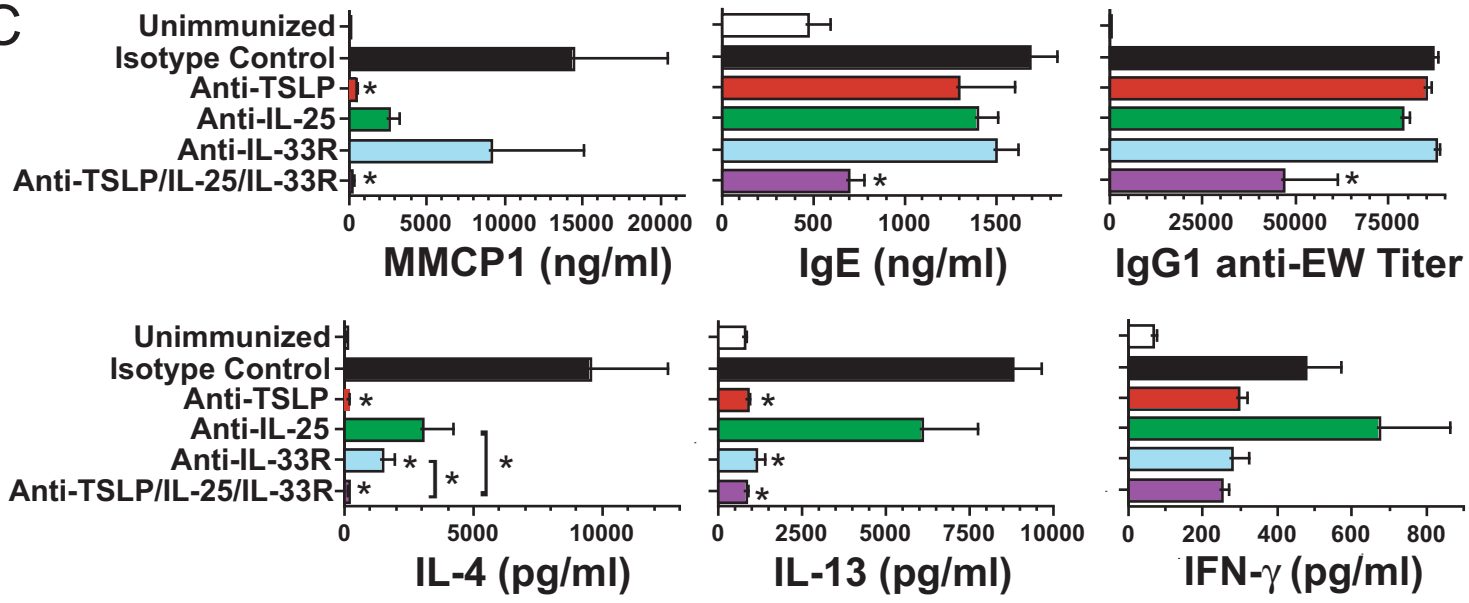 C
Unimmunized
Isotype Control
Anti-TSLP *
Anti-IL-25
Anti-IL-33R
Anti-TSLP/IL-25/IL-33R *
0 5000 10000 15000 20000
MMCP1 (ng/ml)
*
0 500 1000 1500
IgE (ng/ml)
*
0 25000 50000 75000
IgG1 anti-EW Titer
Unimmunized
Isotype Control
Anti-TSLP *
Anti-IL-25
Anti-IL-33R * * *
Anti-TSLP/IL-25/IL-33R *
0 5000 10000
IL-4 (pg/ml)
*
*
*
0 2500 5000 7500 10000
IL-13 (pg/ml)
0 200 400 600 800
IFN-γ (pg/ml)